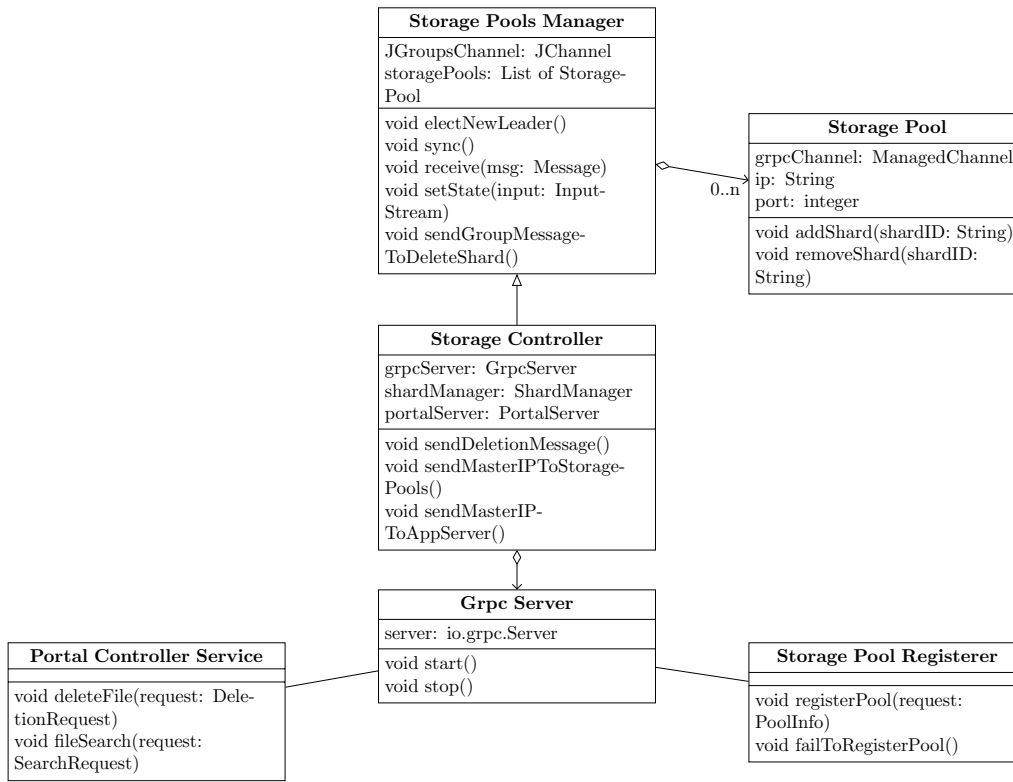 Storage Pools Manager
JGroupsChannel: JChannel
storagePools: List of Storage-
Pool
void electNewLeader()
void sync()
void receive(msg: Message)
void setState(input: Input-
Stream)
void sendGroupMessage-
ToDeleteShard()
0..n
Storage Pool
grpcChannel: ManagedChannel
ip: String
port: integer
void addShard(shardID: String)
void removeShard(shardID:
String)
Storage Controller
grpcServer: GrpcServer
shardManager: ShardManager
portalServer: PortalServer
void sendDeletionMessage()
void sendMasterIPToStorage-
Pools()
void sendMasterIP-
ToAppServer()
Grpc Server
server: io.grpc.Server
void start()
void stop()
Portal Controller Service
void deleteFile(request: Dele-
tionRequest)
void fileSearch(request:
SearchRequest)
Storage Pool Registerer
void registerPool(request:
PoolInfo)
void failToRegisterPool()